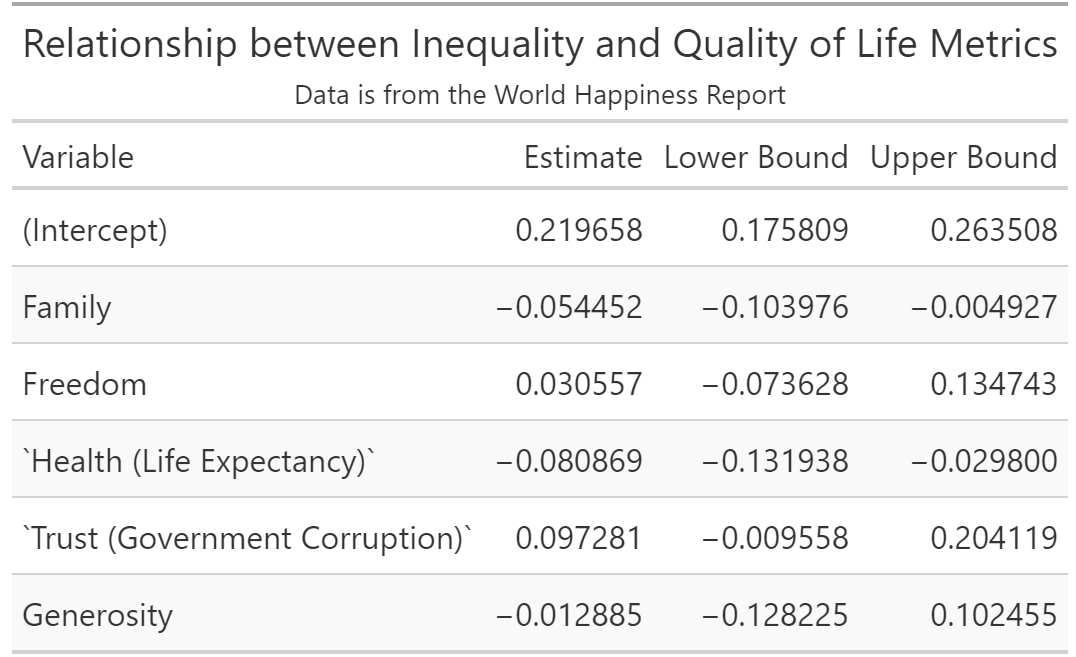 Relationship between Inequality and Quality of Life Metrics
Data is from the World Happiness Report
Variable Estimate Lower Bound Upper Bound
(Intercept) 0.219658 0.175809 0.263508
Family −0.054452 −0.103976 −0.004927
Freedom 0.030557 −0.073628 0.134743
`Health (Life Expectancy)` −0.080869 −0.131938 −0.029800
`Trust (Government Corruption)` 0.097281 −0.009558 0.204119
Generosity −0.012885 −0.128225 0.102455